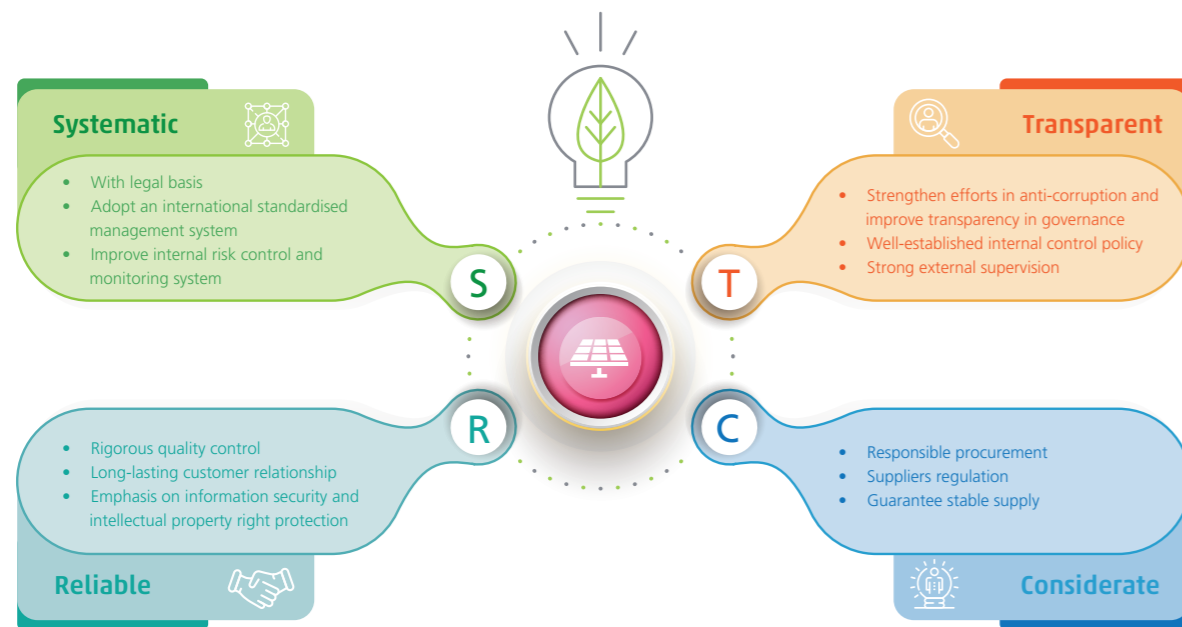 Systematic
• With legal basis
• Adopt an international standardised
management system
• Improve internal risk control and
monitoring system
S
Transparent
• Strengthen efforts in anti-corruption and
improve transparency in governance
• Well-established internal control policy
• Strong external supervision
T
R
• Rigorous quality control
• Long-lasting customer relationship
• Emphasis on information security and
intellectual property right protection
Reliable
C
• Responsible procurement
• Suppliers regulation
• Guarantee stable supply
Considerate